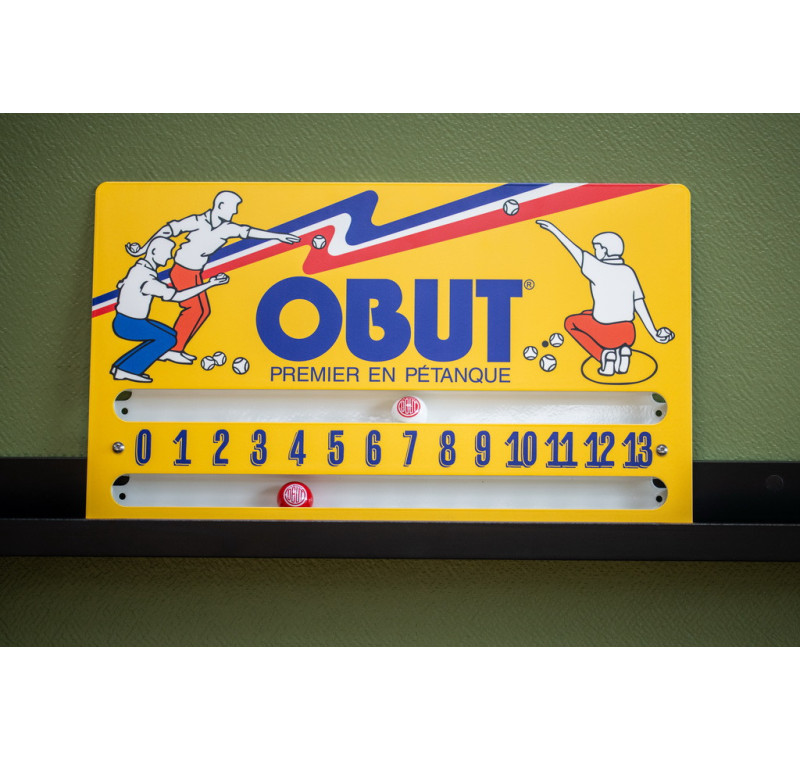 OBUT®
PREMIER EN PÉTANQUE
0 1 2 3 4 5 6 7 8 9 10 11 12 13